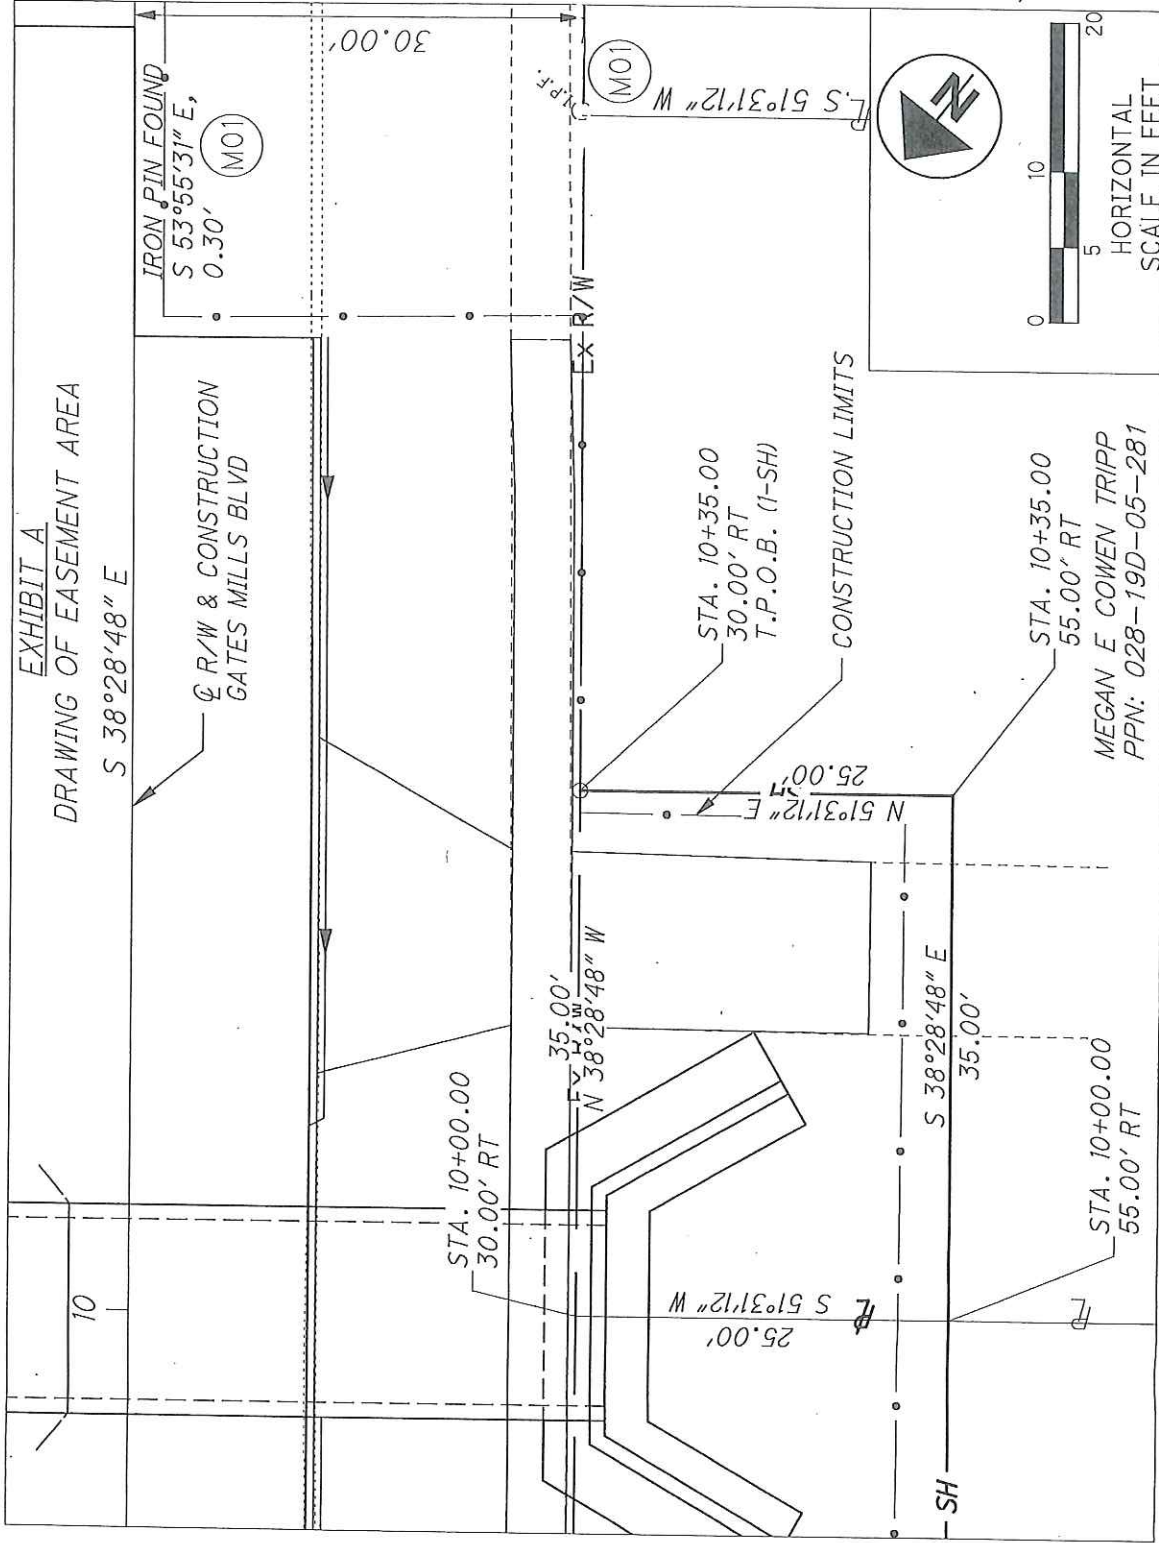 EXHIBIT A
DRAWING OF EASEMENT AREA
S 38°28'48" E
℄ R/W & CONSTRUCTION
GATES MILLS BLVD
IRON PIN FOUND
S 53°55'31" E,
0.30'
M01
30.00'
I.P.F.
M01
℄.S 51°31'12" W
EX R/W
STA. 10+35.00
30.00' RT
T.P.O.B. (1-SH)
CONSTRUCTION LIMITS
25.00'
SH
N 51°31'12" E
STA. 10+35.00
55.00' RT
MEGAN E COWEN TRIPP
PPN: 028-19D-05-281
35.00'
EX R/W
N 38°28'48" W
S 38°28'48" E
35.00'
STA. 10+00.00
30.00' RT
10
S 51°31'12" W
25.00'
PL
PL
STA. 10+00.00
55.00' RT
SH
N
0
5
10
20
HORIZONTAL
SCALE IN FEET